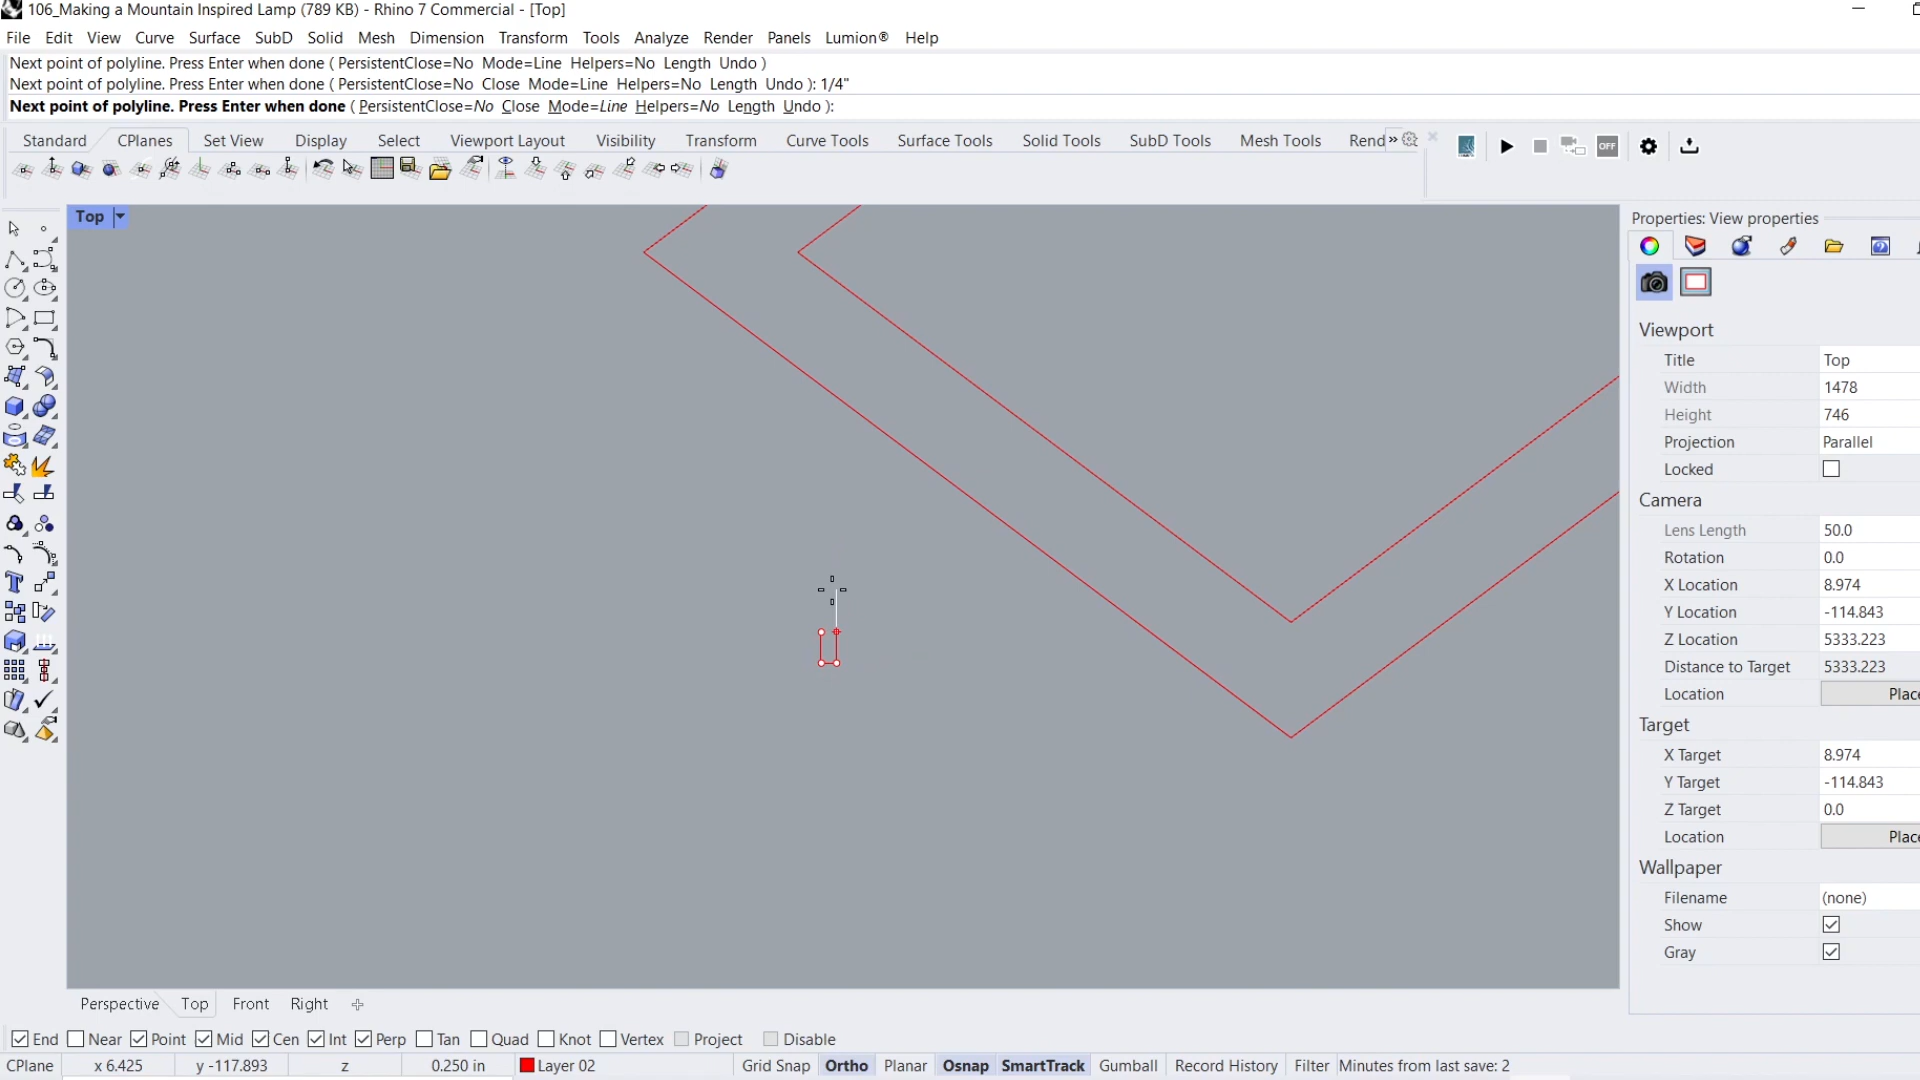 106_Making a Mountain Inspired Lamp (789 KB) - Rhino 7 Commercial - [Top]
File Edit View Curve Surface SubD Solid Mesh Dimension Transform Tools Analyze Render Panels Lumion® Help
Next point of polyline. Press Enter when done ( PersistentClose=No Mode=Line Helpers=No Length Undo )
Next point of polyline. Press Enter when done ( PersistentClose=No Close Mode=Line Helpers=No Length Undo ): 1/4"
Next point of polyline. Press Enter when done ( PersistentClose=No Close Mode=Line Helpers=No Length Undo ):
Standard CPlanes Set View Display Select Viewport Layout Visibility Transform Curve Tools Surface Tools Solid Tools SubD Tools Mesh Tools Rend »
OFF
Top
Properties: View properties
Viewport
Title Top
Width 1478
Height 746
Projection Parallel
Locked
Camera
Lens Length 50.0
Rotation 0.0
X Location 8.974
Y Location -114.843
Z Location 5333.223
Distance to Target 5333.223
Location Place
Target
X Target 8.974
Y Target -114.843
Z Target 0.0
Location Place
Wallpaper
Filename (none)
Show
Gray
Perspective Top Front Right
End Near Point Mid Cen Int Perp Tan Quad Knot Vertex Project Disable
CPlane x 6.425 y -117.893 z 0.250 in Layer 02 Grid Snap Ortho Planar Osnap SmartTrack Gumball Record History Filter Minutes from last save: 2